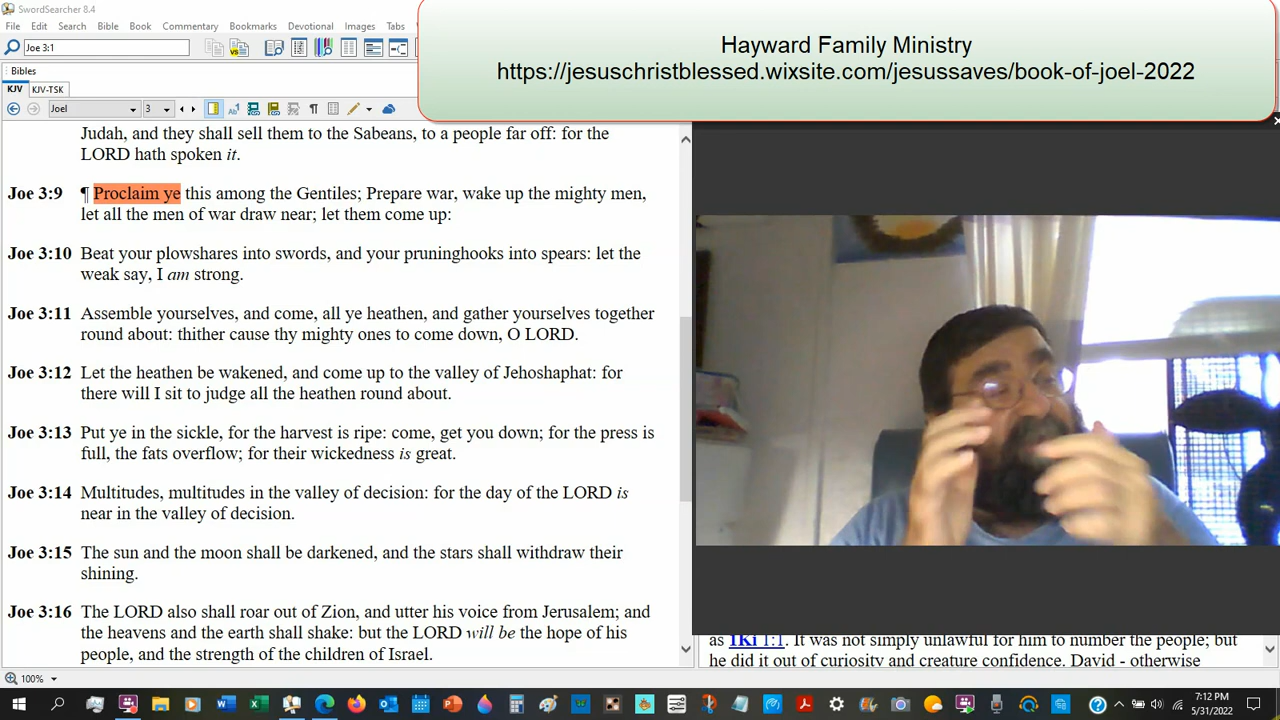 SwordSearcher 8.4
File Edit Search Bible Book Commentary Bookmarks Devotional Images Tabs
Hayward Family Ministry
https://jesuschristblessed.wixsite.com/jesussaves/book-of-joel-2022
Joe 3:1
Bibles
KJV KJV-TSK
Joel 3
Judah, and they shall sell them to the Sabeans, to a people far off: for the
LORD hath spoken it.
Joe 3:9 ¶ Proclaim ye this among the Gentiles; Prepare war, wake up the mighty men,
let all the men of war draw near; let them come up:
Joe 3:10 Beat your plowshares into swords, and your pruninghooks into spears: let the
weak say, I am strong.
Joe 3:11 Assemble yourselves, and come, all ye heathen, and gather yourselves together
round about: thither cause thy mighty ones to come down, O LORD.
Joe 3:12 Let the heathen be wakened, and come up to the valley of Jehoshaphat: for
there will I sit to judge all the heathen round about.
Joe 3:13 Put ye in the sickle, for the harvest is ripe: come, get you down; for the press is
full, the fats overflow; for their wickedness is great.
Joe 3:14 Multitudes, multitudes in the valley of decision: for the day of the LORD is
near in the valley of decision.
Joe 3:15 The sun and the moon shall be darkened, and the stars shall withdraw their
shining.
Joe 3:16 The LORD also shall roar out of Zion, and utter his voice from Jerusalem; and
the heavens and the earth shall shake: but the LORD will be the hope of his
people, and the strength of the children of Israel.
as 1Ki 1:1. It was not simply unlawful for him to number the people; but
he did it out of curiosity and creature confidence. David - otherwise
100%
7:12 PM
5/31/2022